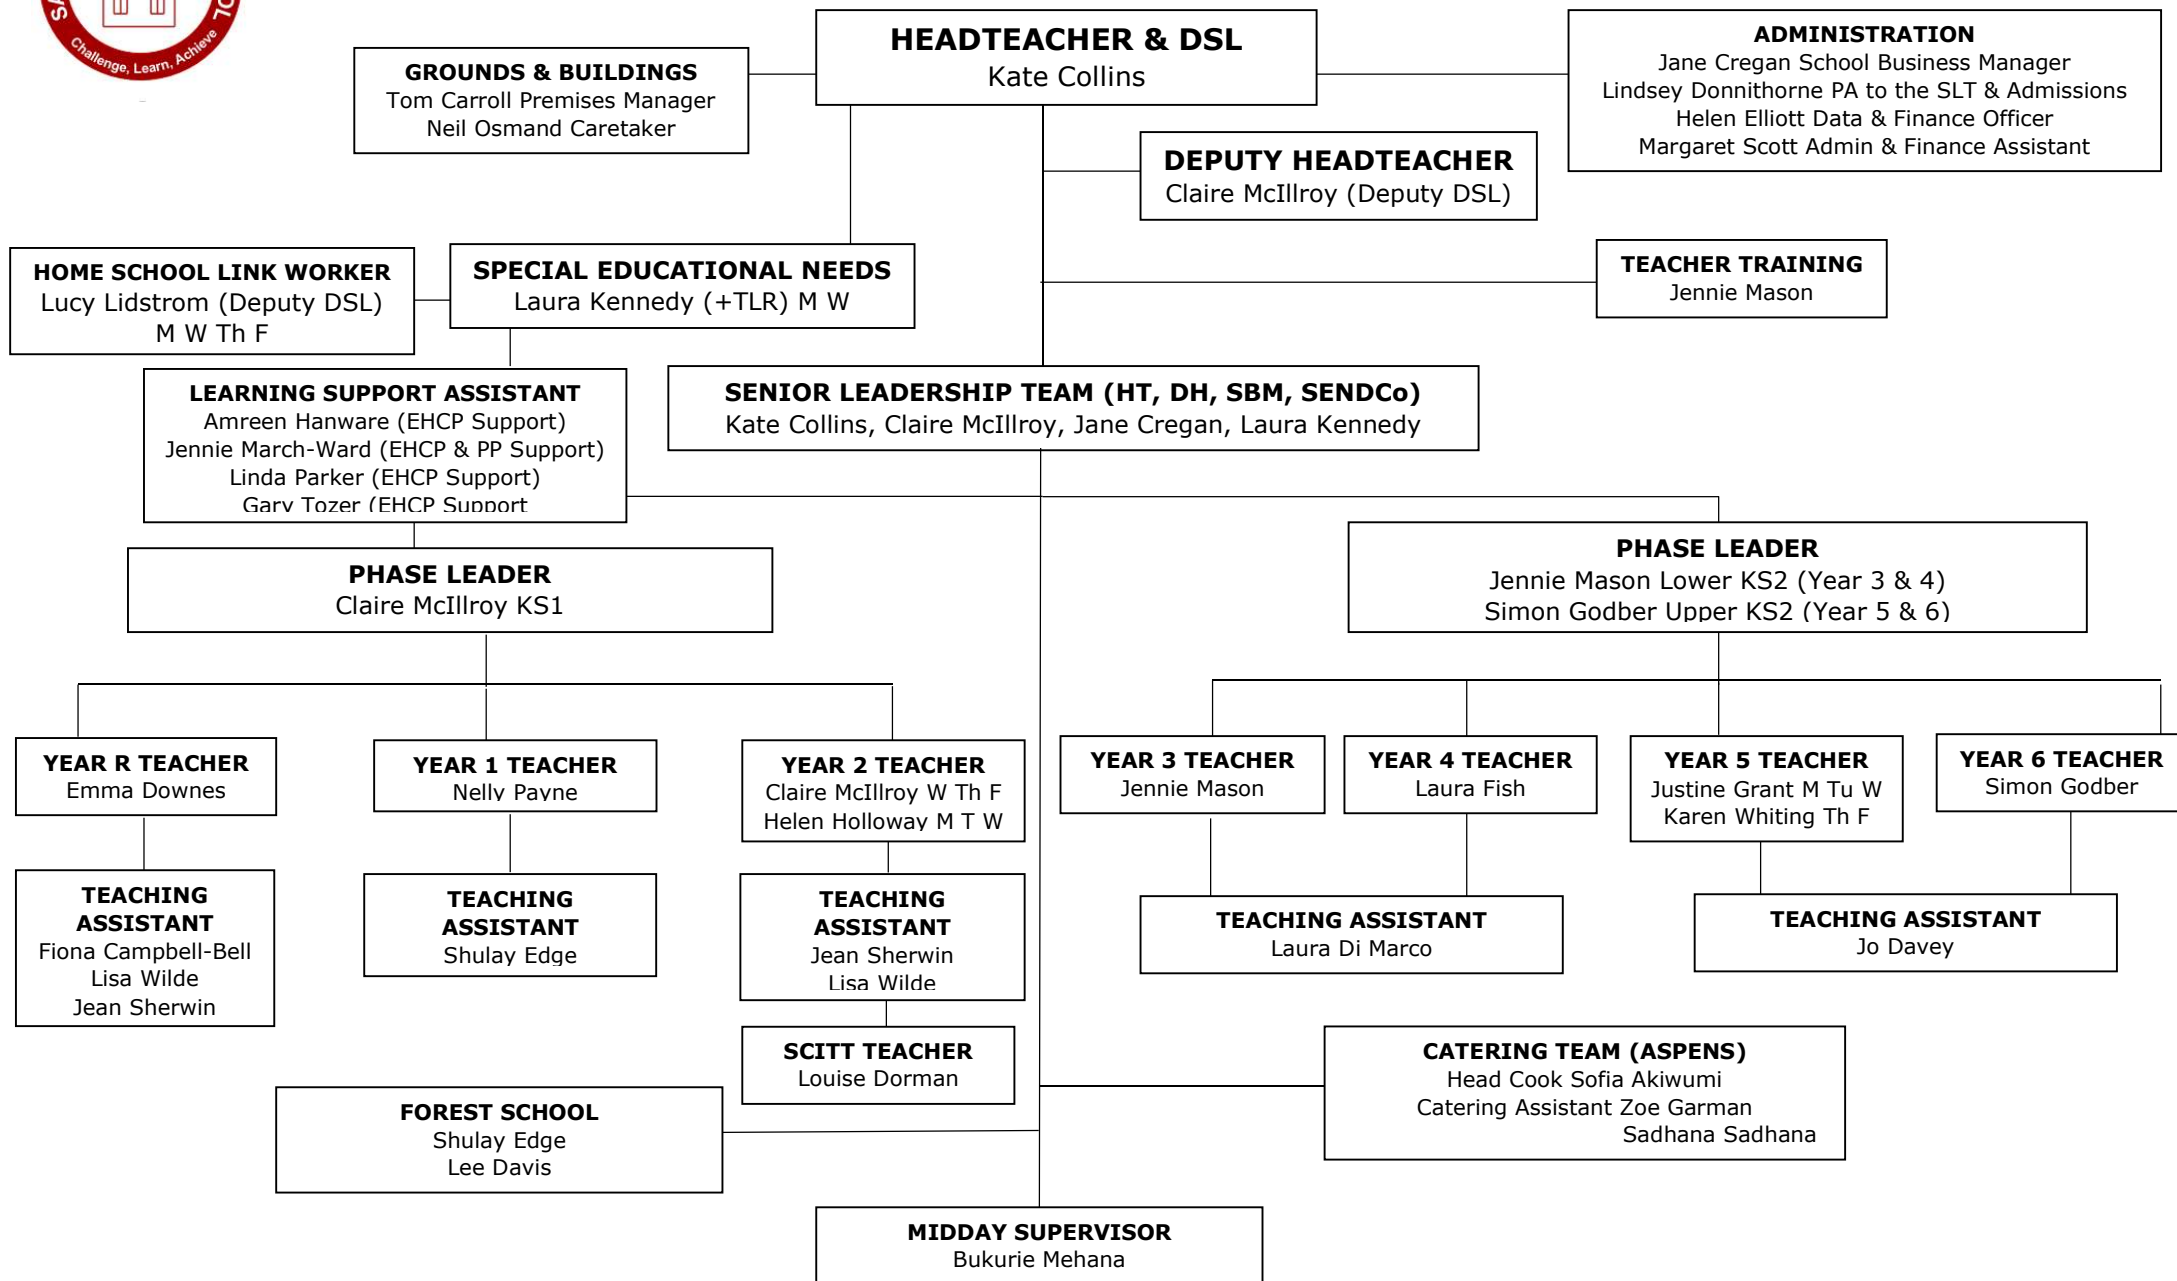 SA
OL
Challenge, Learn, Achieve
HEADTEACHER & DSL
Kate Collins
GROUNDS & BUILDINGS
Tom Carroll Premises Manager
Neil Osmand Caretaker
ADMINISTRATION
Jane Cregan School Business Manager
Lindsey Donnithorne PA to the SLT & Admissions
Helen Elliott Data & Finance Officer
Margaret Scott Admin & Finance Assistant
DEPUTY HEADTEACHER
Claire McIllroy (Deputy DSL)
HOME SCHOOL LINK WORKER
Lucy Lidstrom (Deputy DSL)
M W Th F
SPECIAL EDUCATIONAL NEEDS
Laura Kennedy (+TLR) M W
TEACHER TRAINING
Jennie Mason
LEARNING SUPPORT ASSISTANT
Amreen Hanware (EHCP Support)
Jennie March-Ward (EHCP & PP Support)
Linda Parker (EHCP Support)
Gary Tozer (EHCP Support
SENIOR LEADERSHIP TEAM (HT, DH, SBM, SENDCo)
Kate Collins, Claire McIllroy, Jane Cregan, Laura Kennedy
PHASE LEADER
Claire McIllroy KS1
PHASE LEADER
Jennie Mason Lower KS2 (Year 3 & 4)
Simon Godber Upper KS2 (Year 5 & 6)
YEAR R TEACHER
Emma Downes
YEAR 1 TEACHER
Nelly Payne
YEAR 2 TEACHER
Claire McIllroy W Th F
Helen Holloway M T W
YEAR 3 TEACHER
Jennie Mason
YEAR 4 TEACHER
Laura Fish
YEAR 5 TEACHER
Justine Grant M Tu W
Karen Whiting Th F
YEAR 6 TEACHER
Simon Godber
TEACHING
ASSISTANT
Fiona Campbell-Bell
Lisa Wilde
Jean Sherwin
TEACHING
ASSISTANT
Shulay Edge
TEACHING
ASSISTANT
Jean Sherwin
Lisa Wilde
TEACHING ASSISTANT
Laura Di Marco
TEACHING ASSISTANT
Jo Davey
SCITT TEACHER
Louise Dorman
CATERING TEAM (ASPENS)
Head Cook Sofia Akiwumi
Catering Assistant Zoe Garman
Sadhana Sadhana
FOREST SCHOOL
Shulay Edge
Lee Davis
MIDDAY SUPERVISOR
Bukurie Mehana